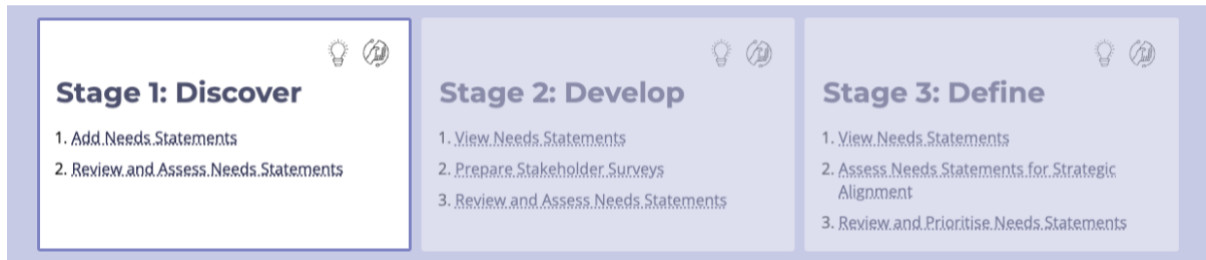 Stage 1: Discover
1. Add Needs Statements
2. Review and Assess Needs Statements
Stage 2: Develop
1. View Needs Statements
2. Prepare Stakeholder Surveys
3. Review and Assess Needs Statements
Stage 3: Define
1. View Needs Statements
2. Assess Needs Statements for Strategic
Alignment
3. Review and Prioritise Needs Statements